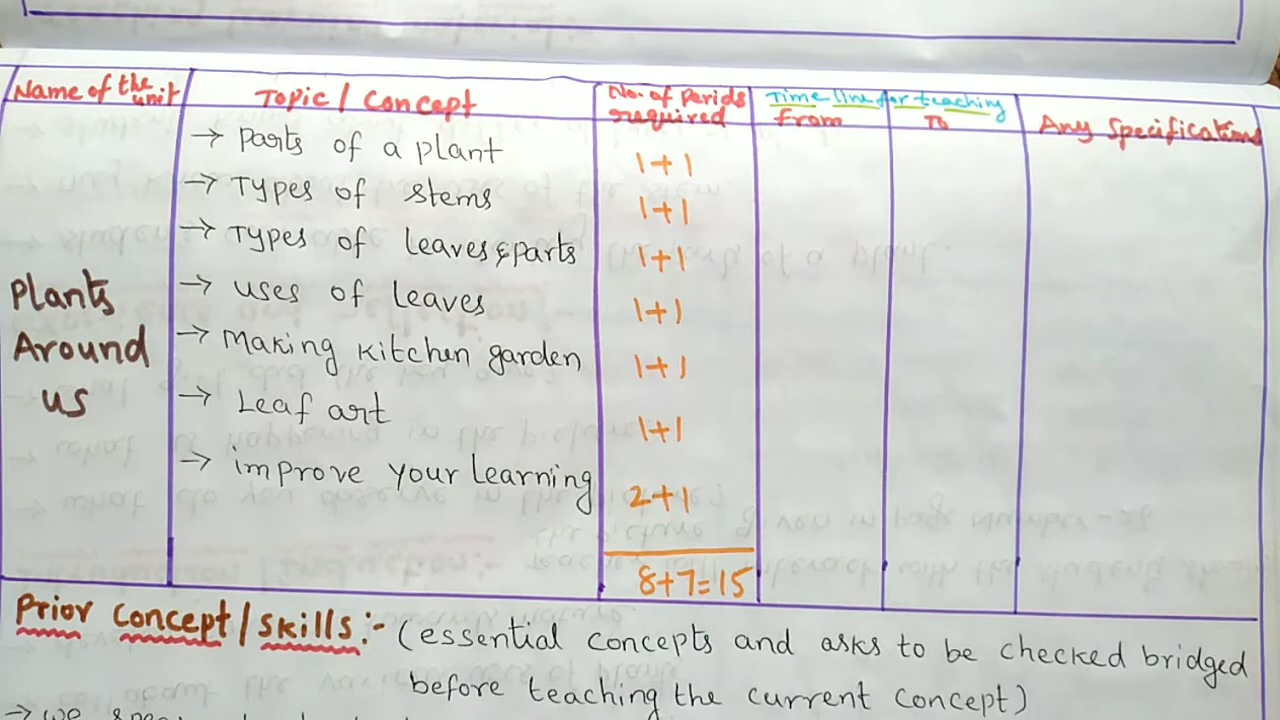 Name of the unit
Topic / Concept
No. of Perids required
Time line for teaching
From
To
Any Specifications
Plants Around us
→ Parts of a plant
1+1
→ Types of stems
1+1
→ Types of leaves & parts
1+1
→ uses of leaves
1+1
→ Making kitchen garden
1+1
→ Leaf art
1+1
→ improve your Learning
2+1
8+7=15
Prior Concept / Skills :- (essential concepts and asks to be checked bridged
before teaching the current concept)
→ we